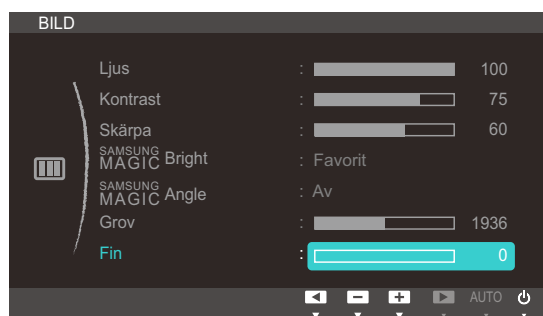 BILD
Ljus : 100
Kontrast : 75
Skärpa : 60
SAMSUNG MAGIC Bright : Favorit
SAMSUNG MAGIC Angle : Av
Grov : 1936
Fin : 0
AUTO